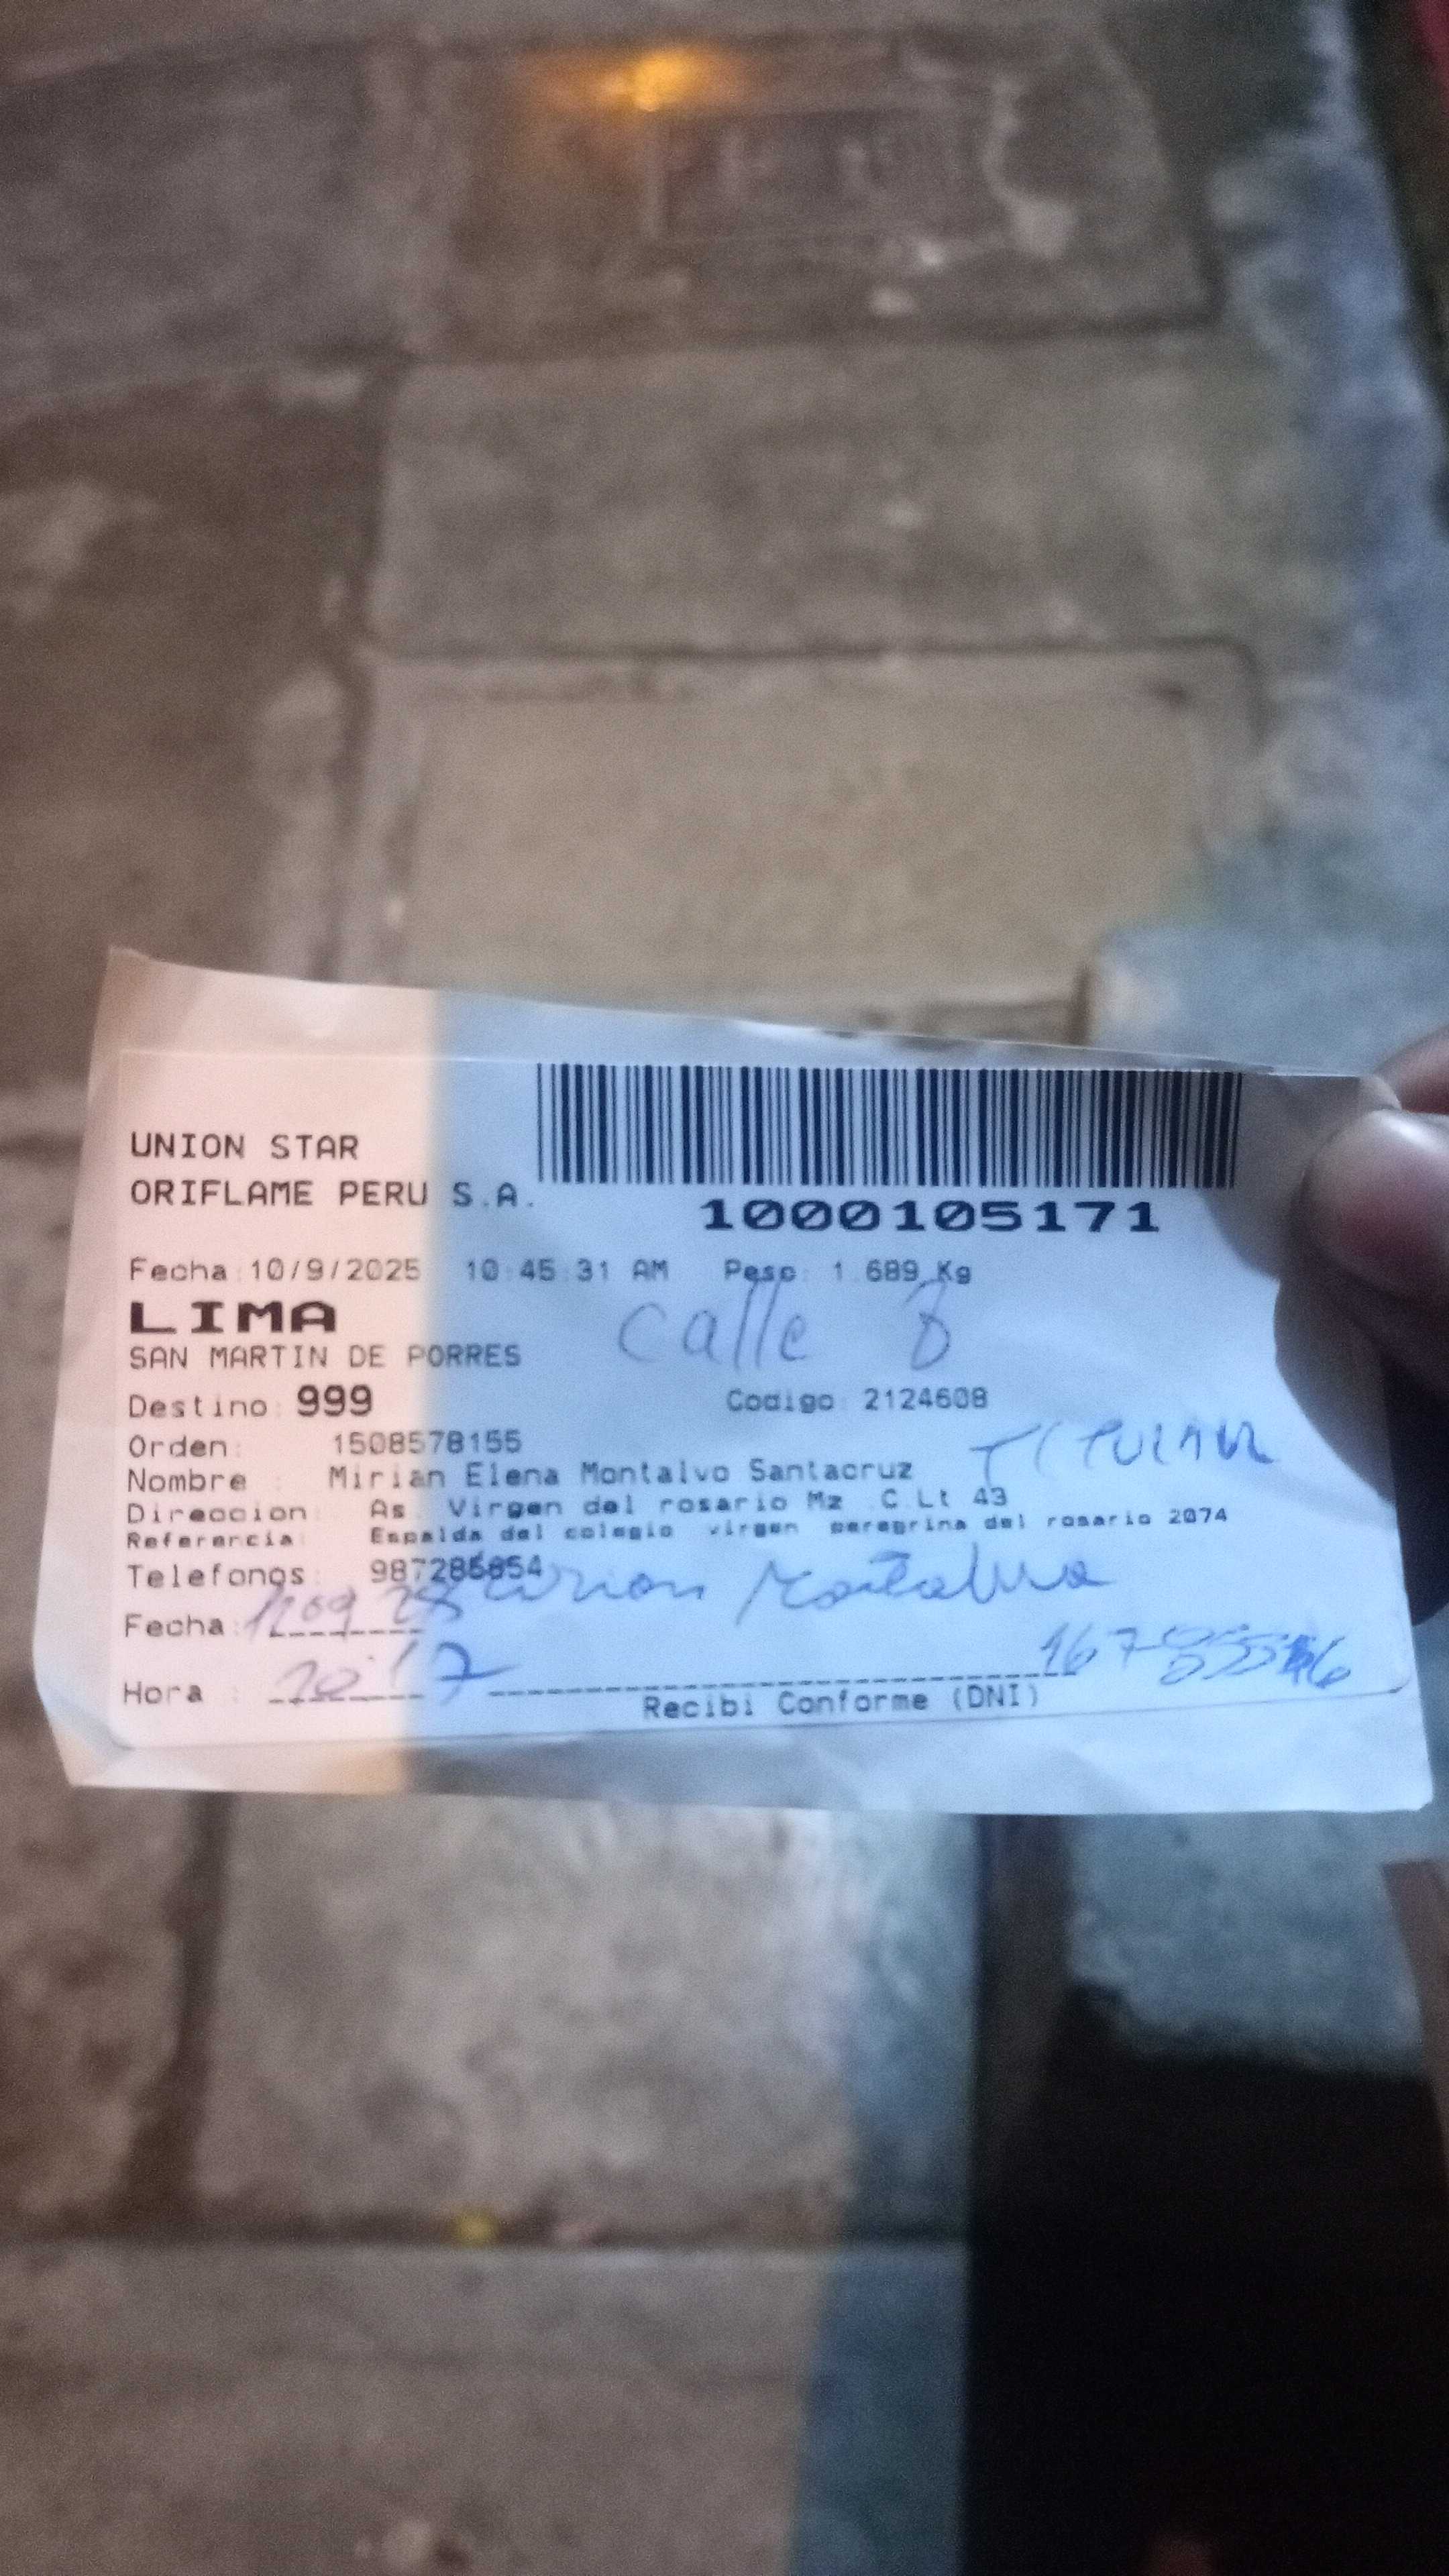 UNION STAR
ORIFLAME PERU S.A.
1000105171
Fecha:10/9/2025 10:45:31 AM Peso: 1.689 Kg
LIMA
calle 8
SAN MARTIN DE PORRES
Destino: 999 Codigo: 2124608
Orden: 1508578155
TITULAR
Nombre : Mirian Elena Montalvo Santacruz
Direccion: As. Virgen del rosario Mz. C.Lt 43
Referencia: Espalda del colegio virgen peregrina del rosario 2074
Telefonos:
Fecha:
Hora : 20:17
Recibi Conforme (DNI)